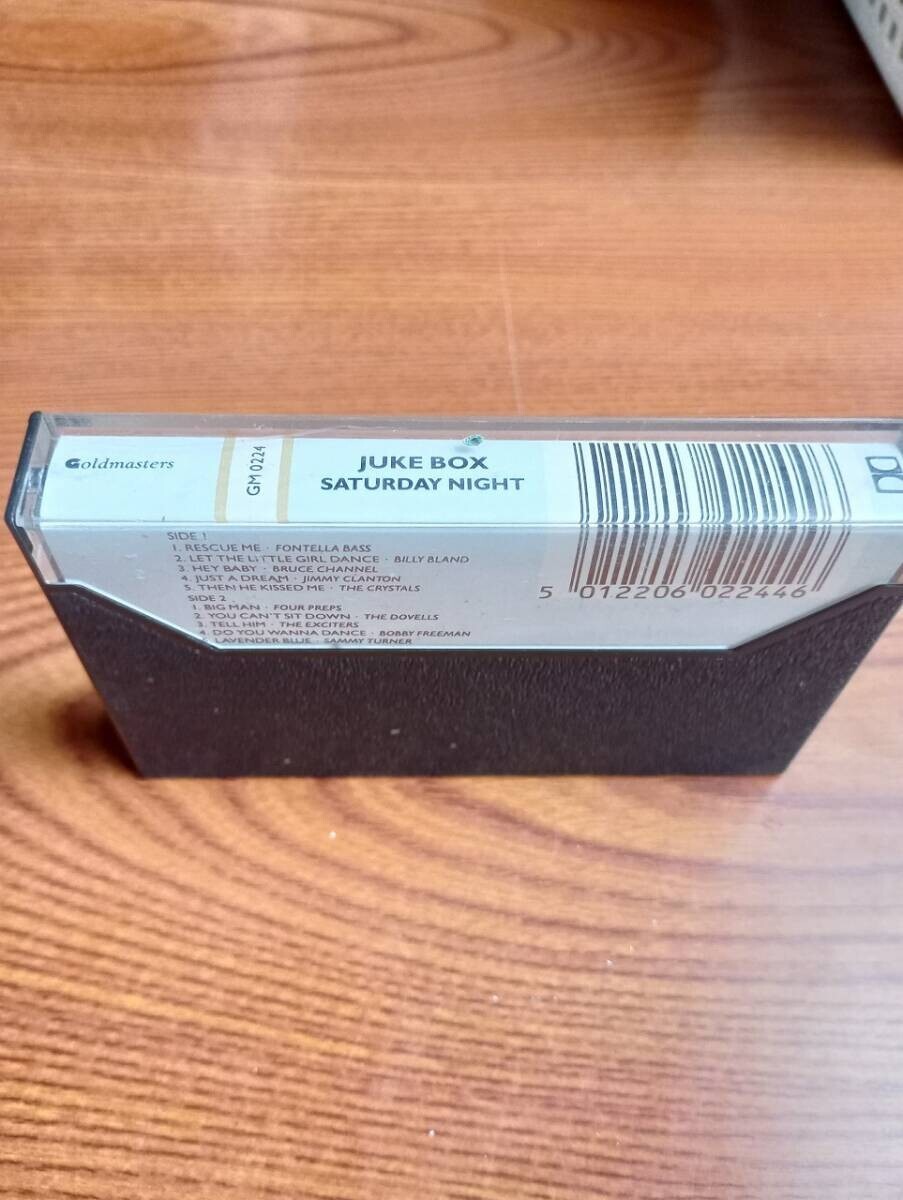 Goldmasters
GM 0224
JUKE BOX
SATURDAY NIGHT
SIDE 1
1. RESCUE ME · FONTELLA BASS
2. LET THE LITTLE GIRL DANCE · BILLY BLAND
3. HEY BABY · BRUCE CHANNEL
4. JUST A DREAM · JIMMY CLANTON
5. THEN HE KISSED ME · THE CRYSTALS
SIDE 2
1. BIG MAN · FOUR PREPS
2. YOU CAN'T SIT DOWN · THE DOVELLS
3. TELL HIM · THE EXCITERS
4. DO YOU WANNA DANCE · BOBBY FREEMAN
5. LAVENDER BLUE · SAMMY TURNER
5 012206 022446